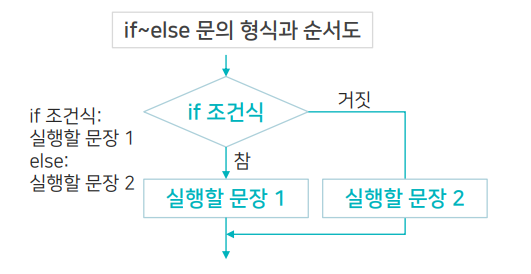 if~else 문의 형식과 순서도
if 조건식:
실행할 문장 1
else:
실행할 문장 2
if 조건식
거짓
참
실행할 문장 1
실행할 문장 2